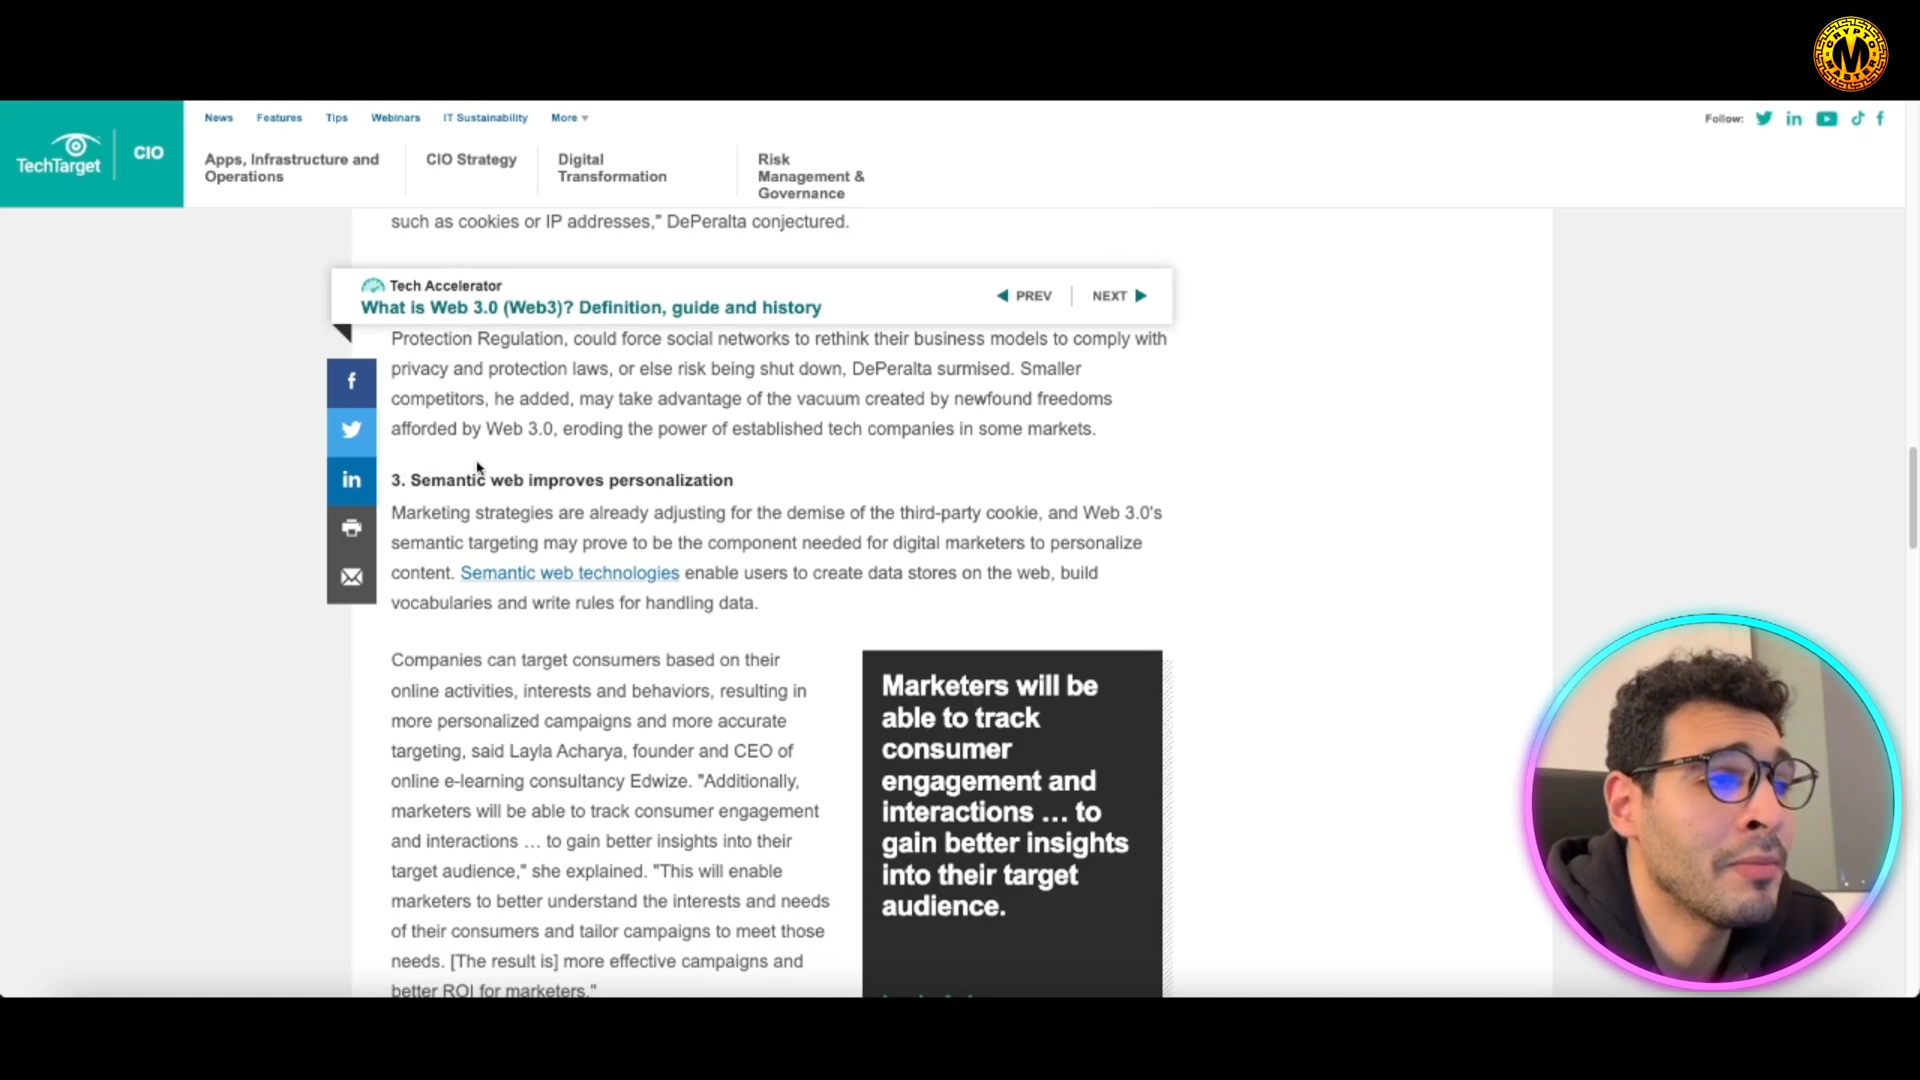 CRYPTO
M
MASTER
TechTarget
CIO
News Features Tips Webinars IT Sustainability More
Follow:
Apps, Infrastructure and
Operations
CIO Strategy
Digital
Transformation
Risk
Management &
Governance
such as cookies or IP addresses," DePeralta conjectured.
Tech Accelerator
What is Web 3.0 (Web3)? Definition, guide and history
PREV
NEXT
Protection Regulation, could force social networks to rethink their business models to comply with
privacy and protection laws, or else risk being shut down, DePeralta surmised. Smaller
competitors, he added, may take advantage of the vacuum created by newfound freedoms
afforded by Web 3.0, eroding the power of established tech companies in some markets.
3. Semantic web improves personalization
Marketing strategies are already adjusting for the demise of the third-party cookie, and Web 3.0's
semantic targeting may prove to be the component needed for digital marketers to personalize
content. Semantic web technologies enable users to create data stores on the web, build
vocabularies and write rules for handling data.
Companies can target consumers based on their
online activities, interests and behaviors, resulting in
more personalized campaigns and more accurate
targeting, said Layla Acharya, founder and CEO of
online e-learning consultancy Edwize. "Additionally,
marketers will be able to track consumer engagement
and interactions … to gain better insights into their
target audience," she explained. "This will enable
marketers to better understand the interests and needs
of their consumers and tailor campaigns to meet those
needs. [The result is] more effective campaigns and
better ROI for marketers."
Marketers will be
able to track
consumer
engagement and
interactions … to
gain better insights
into their target
audience.